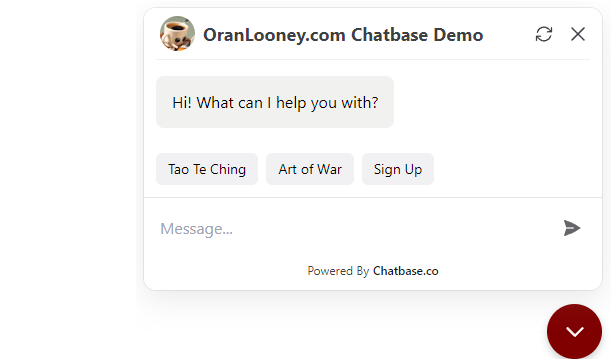 OranLooney.com Chatbase Demo
Hi! What can I help you with?
Tao Te Ching Art of War Sign Up
Message...
Powered By Chatbase.co